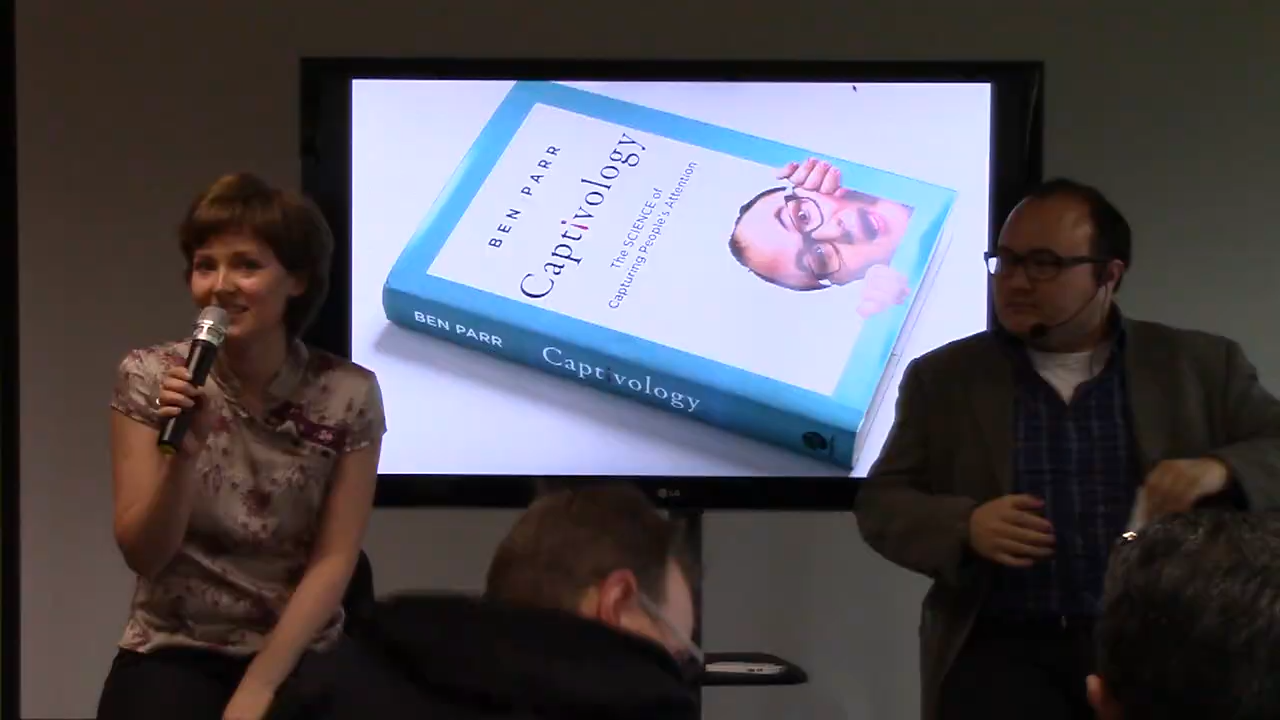 BEN PARR
Captivology
The SCIENCE of
Capturing People's Attention
BEN PARR
Captivology
LG